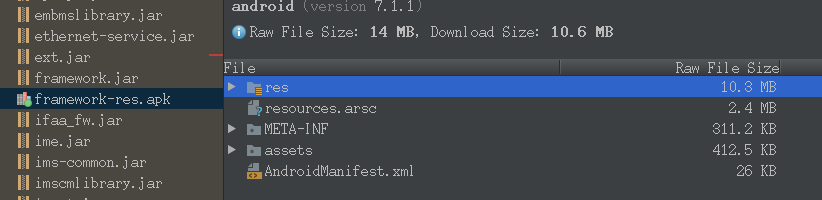 embmslibrary.jar
ethernet-service.jar
ext.jar
framework.jar
framework-res.apk
ifaa_fw.jar
ime.jar
ims-common.jar
imscmlibrary.jar
android (version 7.1.1)
Raw File Size: 14 MB, Download Size: 10.6 MB
File Raw File Size
res 10.3 MB
resources.arsc 2.4 MB
META-INF 311.2 KB
assets 412.5 KB
AndroidManifest.xml 26 KB